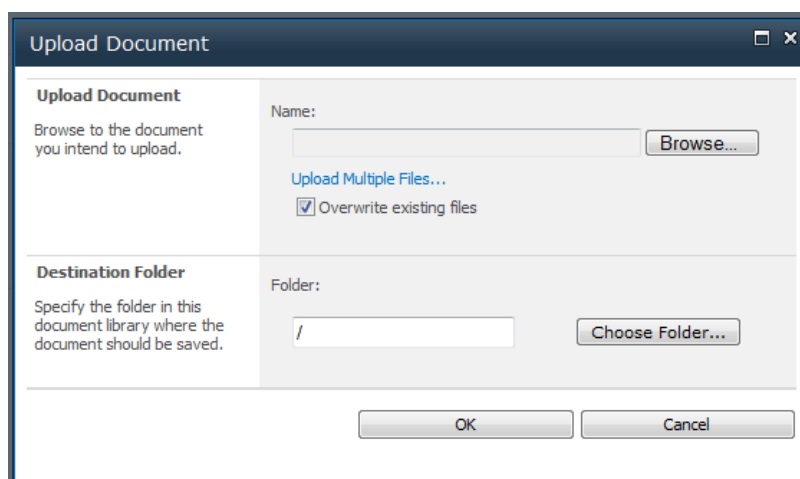 Upload Document
Upload Document
Browse to the document
you intend to upload.
Name:
Browse...
Upload Multiple Files...
Overwrite existing files
Destination Folder
Specify the folder in this
document library where the
document should be saved.
Folder:
/
Choose Folder...
OK
Cancel